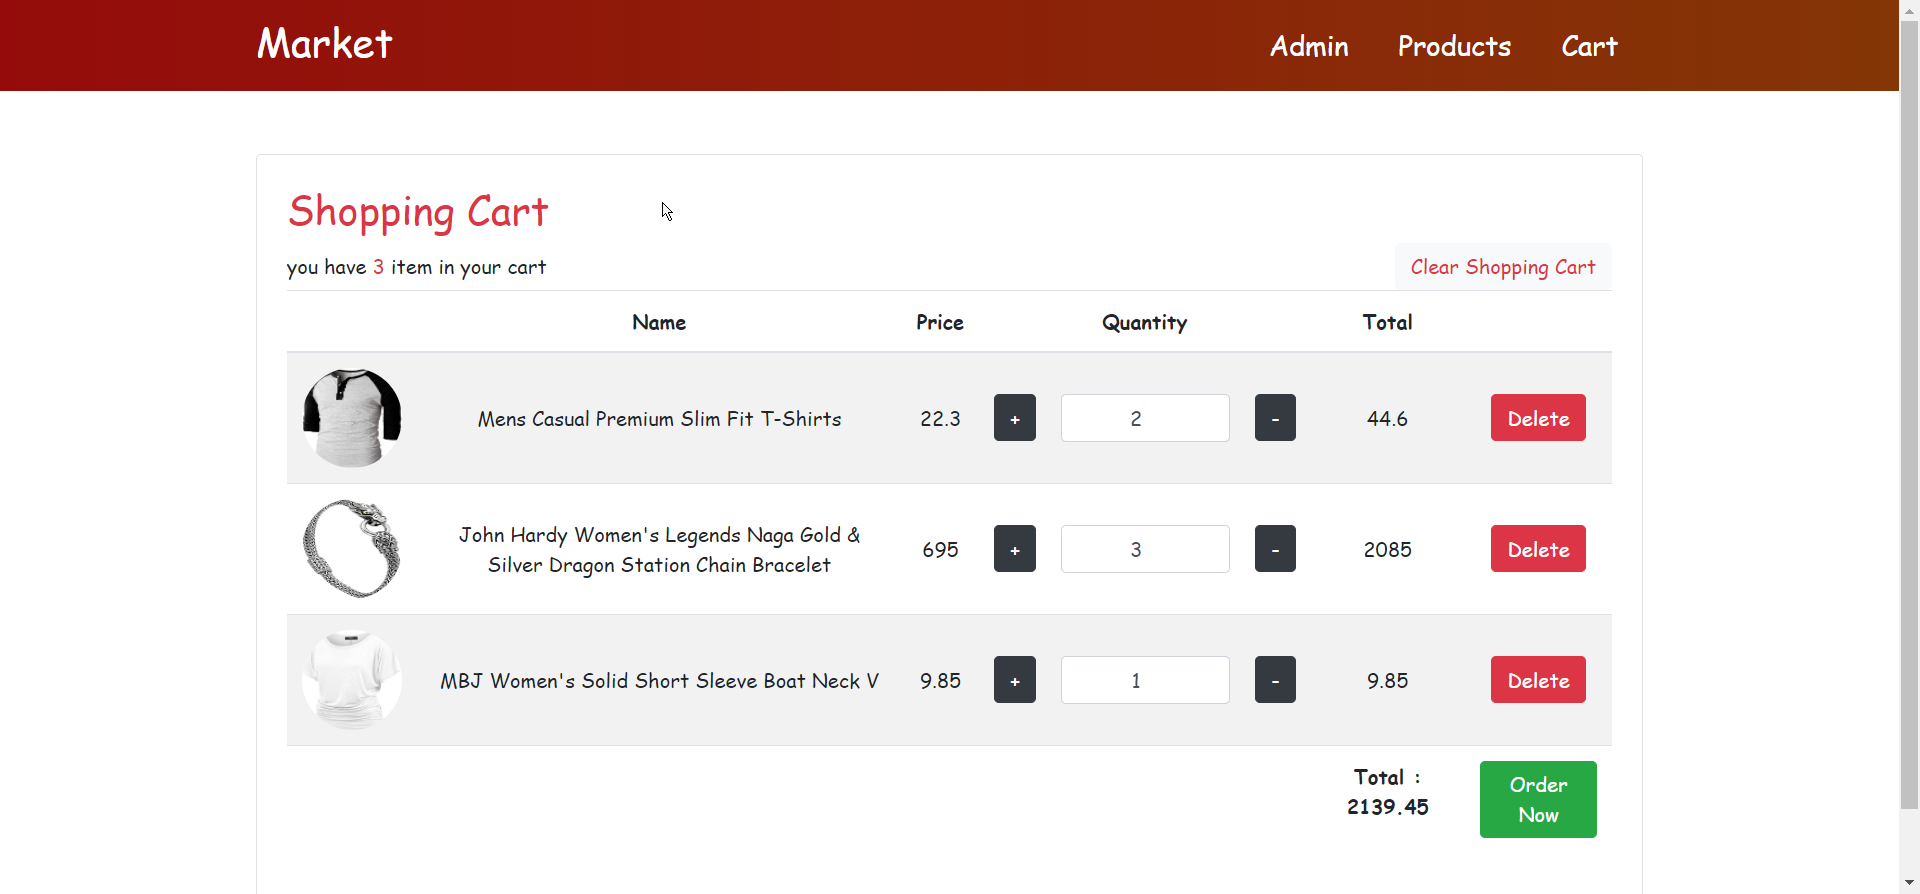 Market
Admin Products Cart
Shopping Cart
you have 3 item in your cart
Clear Shopping Cart
Name Price Quantity Total
Mens Casual Premium Slim Fit T-Shirts 22.3 + 2 - 44.6 Delete
John Hardy Women's Legends Naga Gold &
Silver Dragon Station Chain Bracelet
695 + 3 - 2085 Delete
MBJ Women's Solid Short Sleeve Boat Neck V 9.85 + 1 - 9.85 Delete
Total :
2139.45
Order
Now